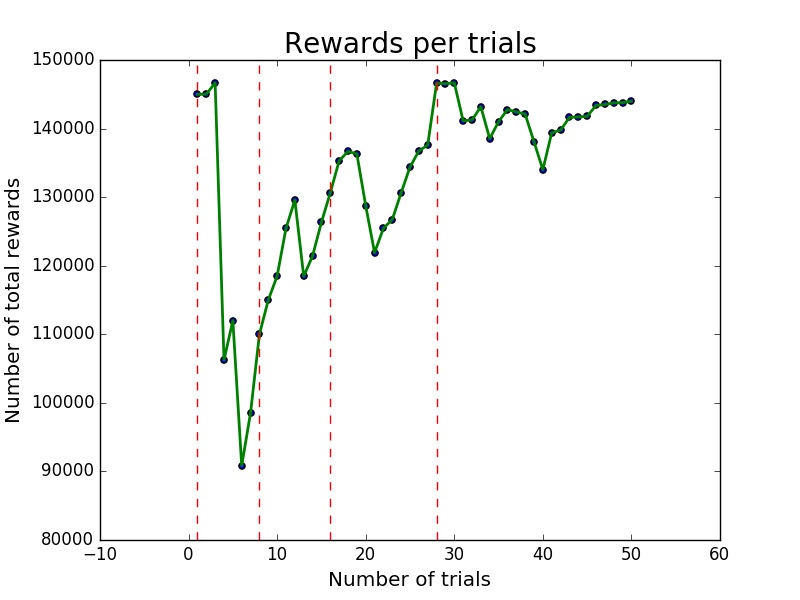 Rewards per trials
150000
140000
130000
120000
110000
100000
90000
80000
Number of total rewards
−10 0 10 20 30 40 50 60
Number of trials